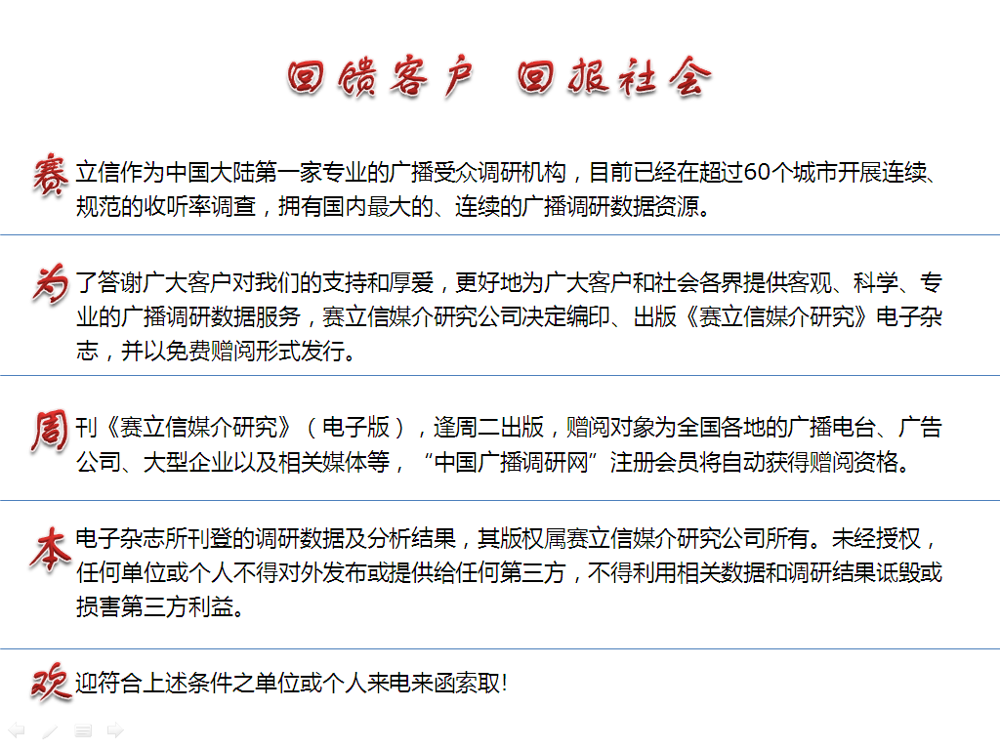 回馈客户 回报社会
赛立信作为中国大陆第一家专业的广播受众调研机构，目前已经在超过60个城市开展连续、
规范的收听率调查，拥有国内最大的、连续的广播调研数据资源。
为了答谢广大客户对我们的支持和厚爱，更好地为广大客户和社会各界提供客观、科学、专
业的广播调研数据服务，赛立信媒介研究公司决定编印、出版《赛立信媒介研究》电子杂
志，并以免费赠阅形式发行。
周刊《赛立信媒介研究》（电子版），逢周二出版，赠阅对象为全国各地的广播电台、广告
公司、大型企业以及相关媒体等，“中国广播调研网”注册会员将自动获得赠阅资格。
本电子杂志所刊登的调研数据及分析结果，其版权属赛立信媒介研究公司所有。未经授权，
任何单位或个人不得对外发布或提供给任何第三方，不得利用相关数据和调研结果诋毁或
损害第三方利益。
欢迎符合上述条件之单位或个人来电来函索取！